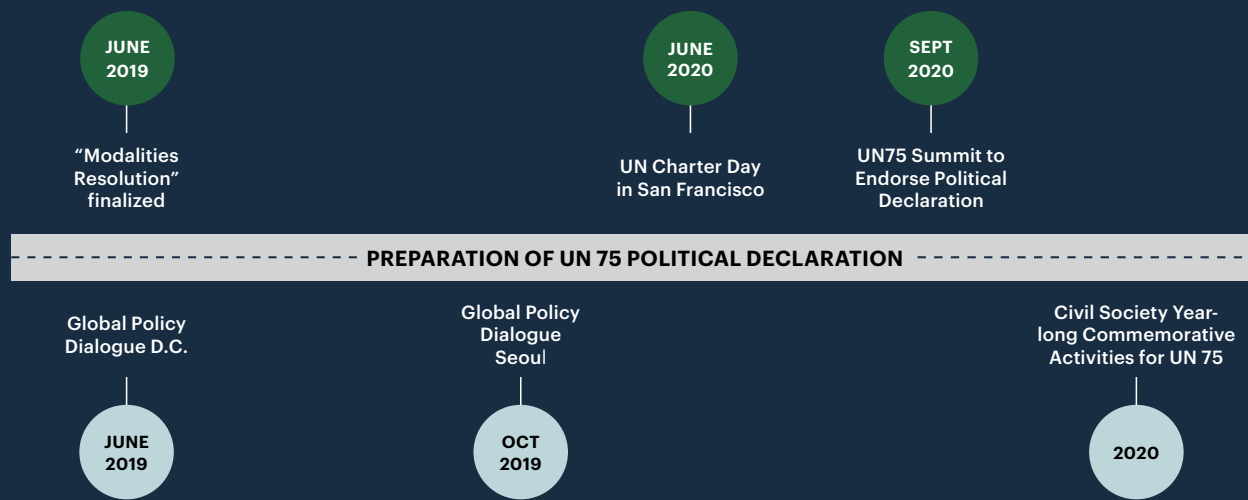 JUNE
2019
“Modalities
Resolution”
finalized
JUNE
2020
UN Charter Day
in San Francisco
SEPT
2020
UN75 Summit to
Endorse Political
Declaration
PREPARATION OF UN 75 POLITICAL DECLARATION
Global Policy
Dialogue D.C.
JUNE
2019
Global Policy
Dialogue
Seoul
OCT
2019
Civil Society Year-
long Commemorative
Activities for UN 75
2020